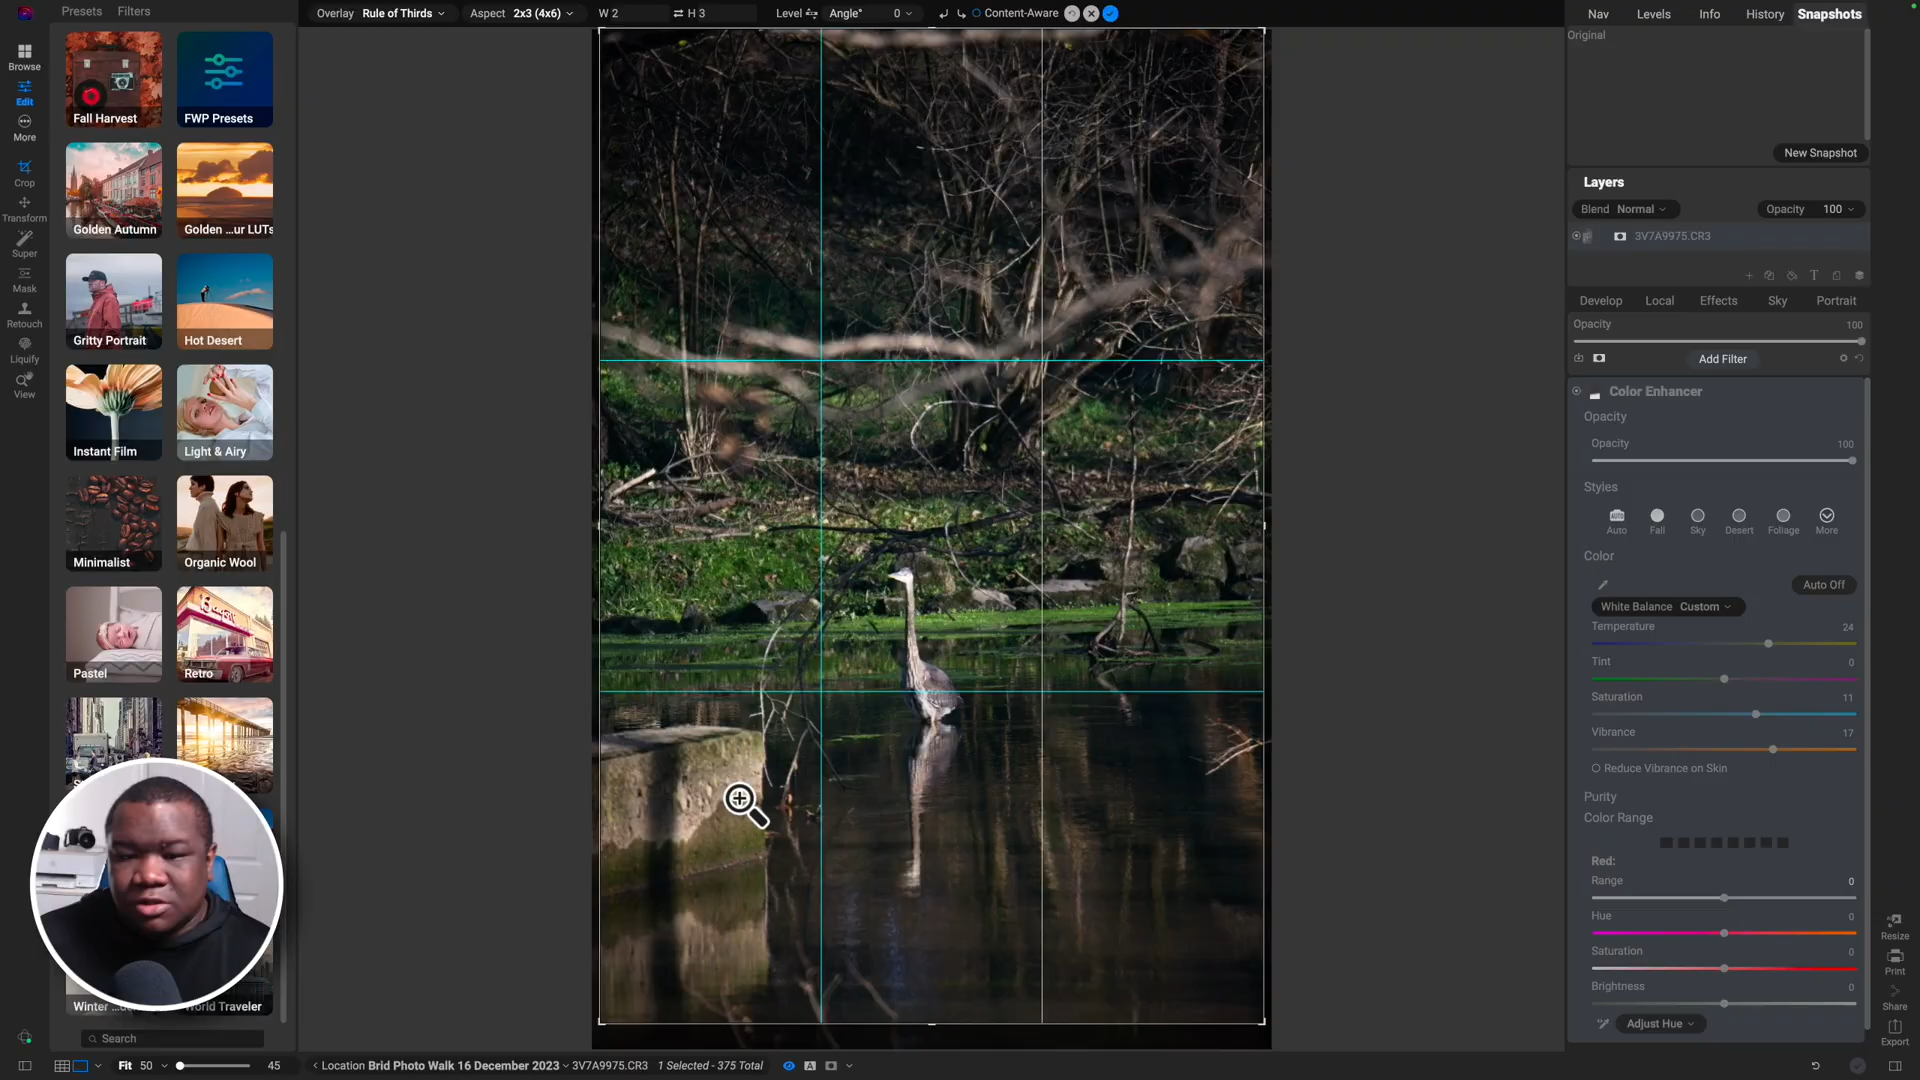 Presets Filters
Overlay Rule of Thirds Aspect 2x3 (4x6) W 2 H 3 Level Angle° 0 Content-Aware
Nav Levels Info History Snapshots
Original
New Snapshot
Browse
Edit
More
Crop
Transform
Super
Mask
Retouch
Liquify
View
Fall Harvest FWP Presets
Golden Autumn Golden ...ur LUTs
Gritty Portrait Hot Desert
Instant Film Light & Airy
Minimalist Organic Wool
Pastel Retro
Winter World Traveler
Search
Layers
Blend Normal Opacity 100
3V7A9975.CR3
Develop Local Effects Sky Portrait
Opacity 100
Add Filter
Color Enhancer
Opacity
Opacity 100
Styles
AUTO
Auto Fall Sky Desert Foliage More
Color
Auto Off
White Balance Custom
Temperature 24
Tint 0
Saturation 11
Vibrance 17
Reduce Vibrance on Skin
Purity
Color Range
Red:
Range 0
Hue 0
Saturation 0
Brightness 0
Adjust Hue
Resize
Print
Share
Export
Fit 50 45
Location Brid Photo Walk 16 December 2023 3V7A9975.CR3 1 Selected - 375 Total
A